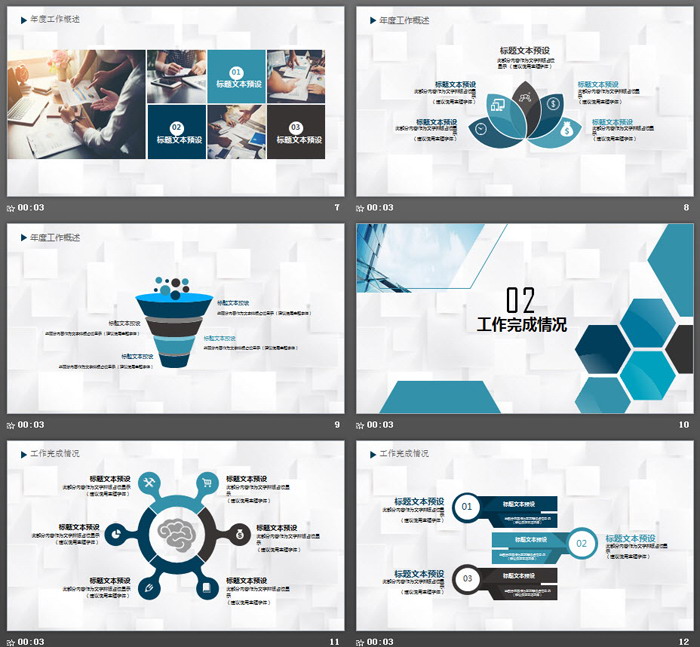 年度工作概述
01
标题文本预设
02
标题文本预设
03
标题文本预设
00:03
7
年度工作概述
标题文本预设
此部分内容作为文字排版占位
显示 （建议使用主题字体）
标题文本预设
此部分内容作为文字排版占位显
示
（建议使用主题字体）
标题文本预设
此部分内容作为文字排版占位显
示
（建议使用主题字体）
标题文本预设
此部分内容作为文字排版占位显
示
（建议使用主题字体）
标题文本预设
此部分内容作为文字排版占位显
示
（建议使用主题字体）
00:03
8
年度工作概述
标题文本预设
此部分内容作为文字排版占位显示（建议使用主题字体）
标题文本预设
此部分内容作为文字排版占位显示（建议使用主题字体）
标题文本预设
此部分内容作为文字排版占位显示（建议使用主题字体）
标题文本预设
此部分内容作为文字排版占位显示（建议使用主题字体）
00:03
9
02
工作完成情况
00:03
10
工作完成情况
标题文本预设
此部分内容作为文字排版占位显
示
（建议使用主题字体）
标题文本预设
此部分内容作为文字排版占位显
示
（建议使用主题字体）
标题文本预设
此部分内容作为文字排版占位显
示
（建议使用主题字体）
标题文本预设
此部分内容作为文字排版占位显
示
（建议使用主题字体）
标题文本预设
此部分内容作为文字排版占位显
示
（建议使用主题字体）
标题文本预设
此部分内容作为文字排版占位显
示
（建议使用主题字体）
00:03
11
工作完成情况
标题文本预设
此部分内容作为文字排版占位显
示
（建议使用主题字体）
01
标题文本预设
标题文本预设
02
标题文本预设
此部分内容作为文字排版占位显
示
（建议使用主题字体）
标题文本预设
此部分内容作为文字排版占位显
示
（建议使用主题字体）
03
标题文本预设
00:03
12